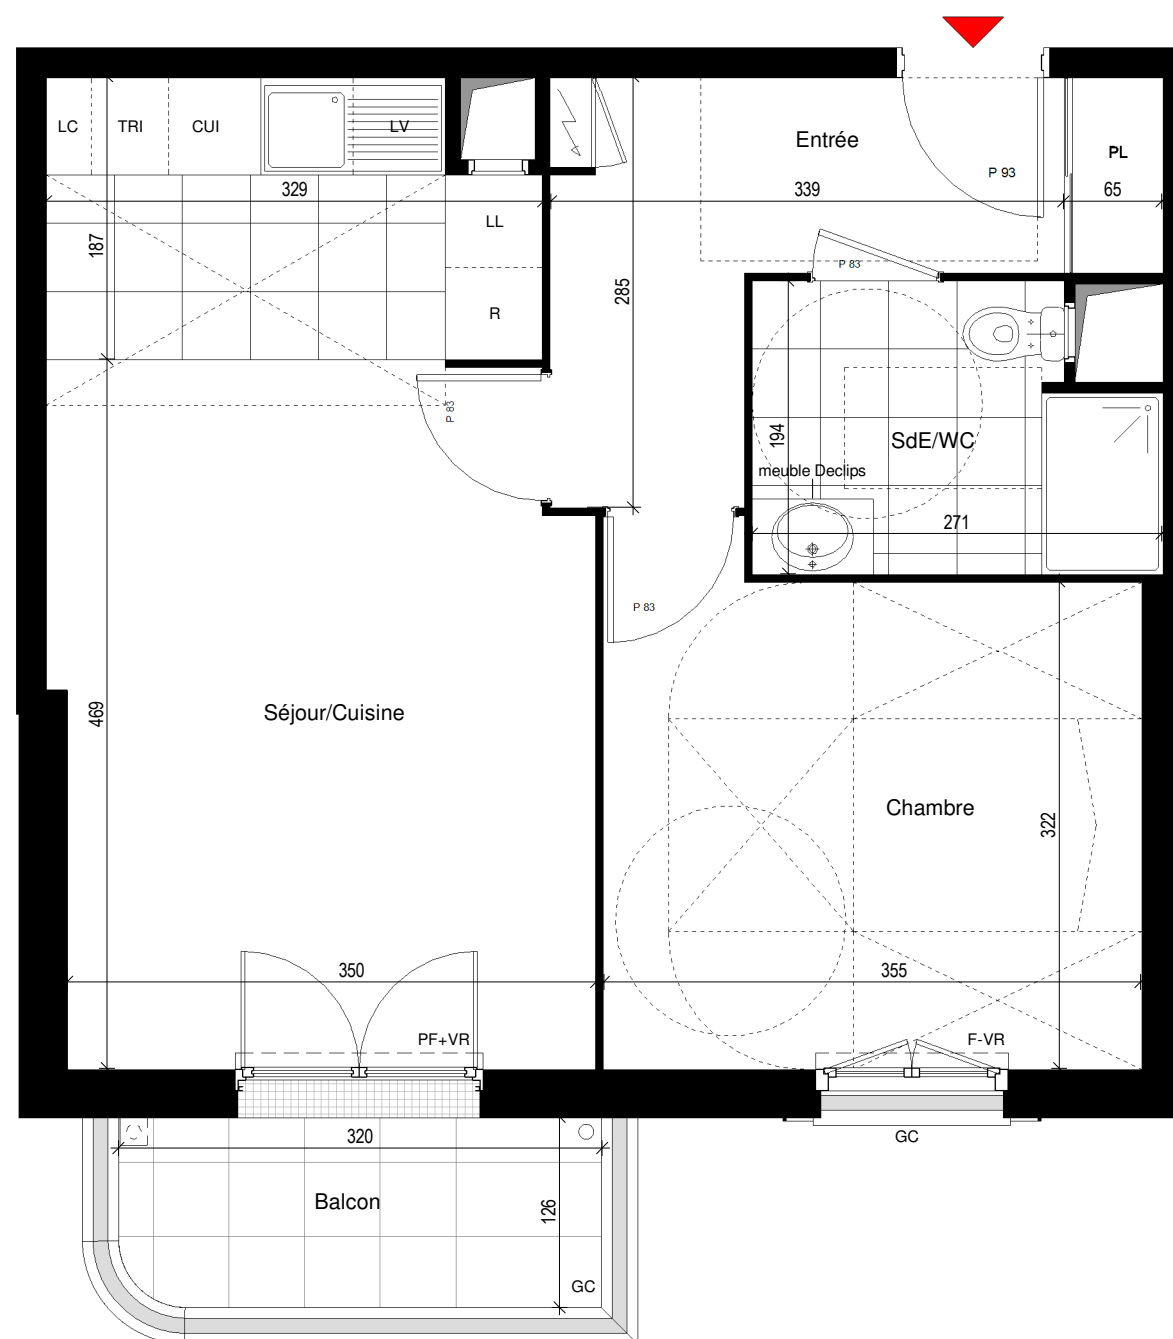 LC
TRI
CUI
LV
Entrée
PL
P 93
329
339
65
LL
187
P 83
285
R
P 83
194
SdE/WC
meuble Declips
271
P 83
469
Séjour/Cuisine
Chambre
322
350
355
PF+VR
F-VR
320
GC
Balcon
126
GC